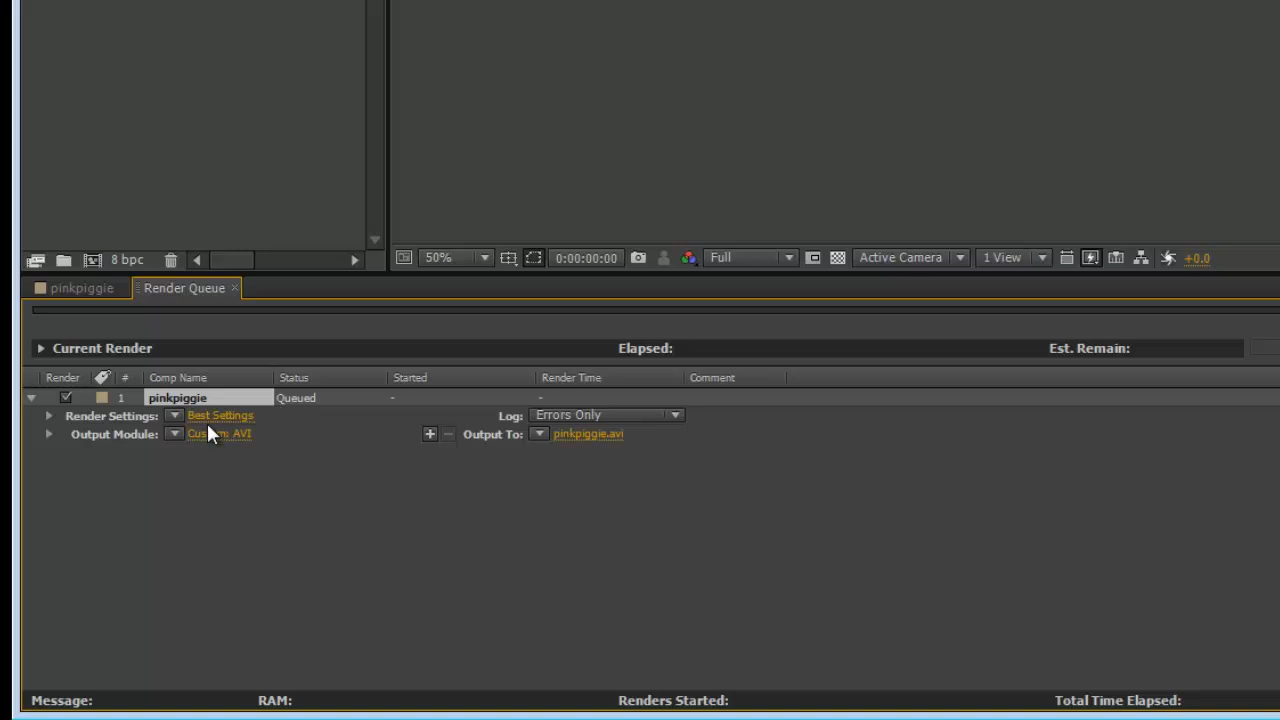 8 bpc
50% 0:00:00:00 Full Active Camera 1 View +0.0
pinkpiggie Render Queue
Current Render Elapsed: Est. Remain:
Render # Comp Name Status Started Render Time Comment
1 pinkpiggie Queued - -
Render Settings: Best Settings Log: Errors Only
Output Module: AVI Output To: pinkpiggie.avi
Message: RAM: Renders Started: Total Time Elapsed: